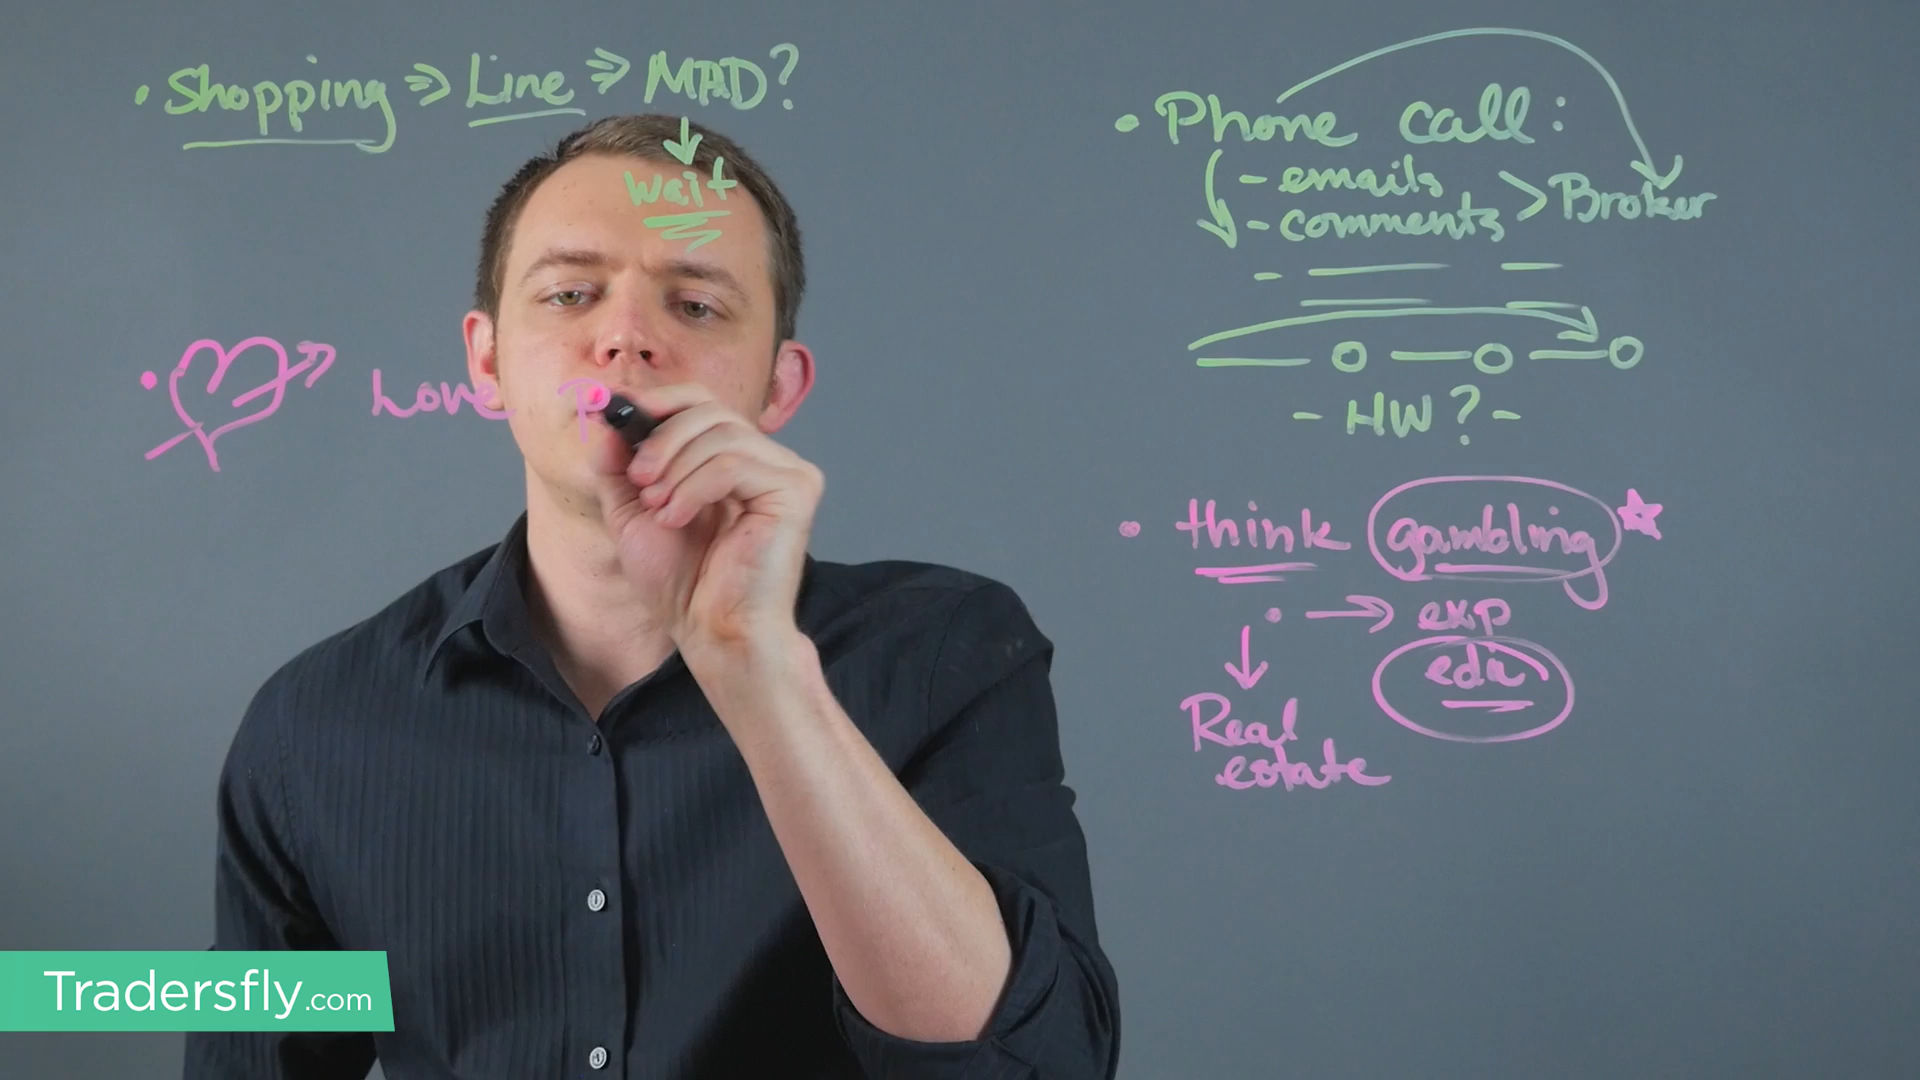 • Shopping => Line => MAD?
wait
Love P
• Phone call:
- emails
- comments > Broker
- HW? -
• think gambling
• → exp
edu
Real
estate
Tradersfly.com